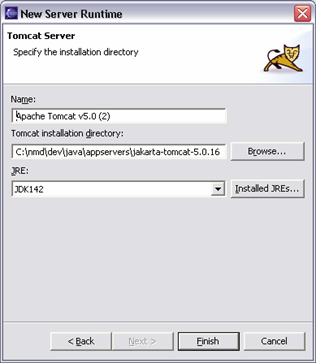 New Server Runtime
Tomcat Server
Specify the installation directory
Name:
Apache Tomcat v5.0 (2)
Tomcat installation directory:
C:\nmd\dev\java\appservers\jakarta-tomcat-5.0.16
Browse...
JRE:
JDK142
Installed JREs...
< Back
Next >
Finish
Cancel